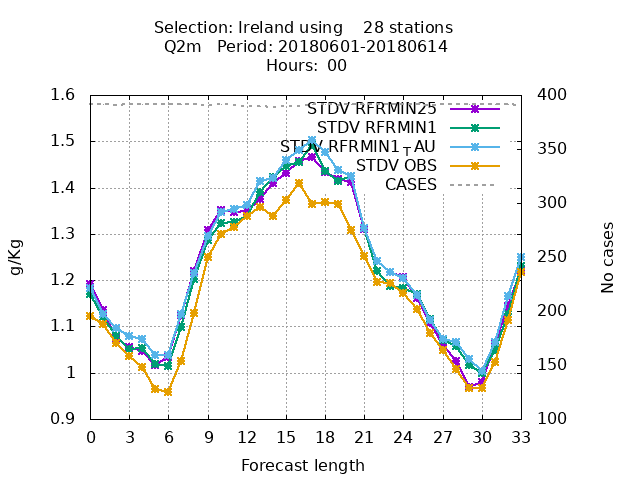 Selection: Ireland using    28 stations
Q2m   Period: 20180601-20180614
Hours: 00
g/Kg
1.6
1.5
1.4
1.3
1.2
1.1
1
0.9
STDV RFRMIN25
STDV RFRMIN1
STDV RFRMIN1┬AU
STDV OBS
CASES
400
350
300
250
200
150
100
No cases
0 3 6 9 12 15 18 21 24 27 30 33
Forecast length